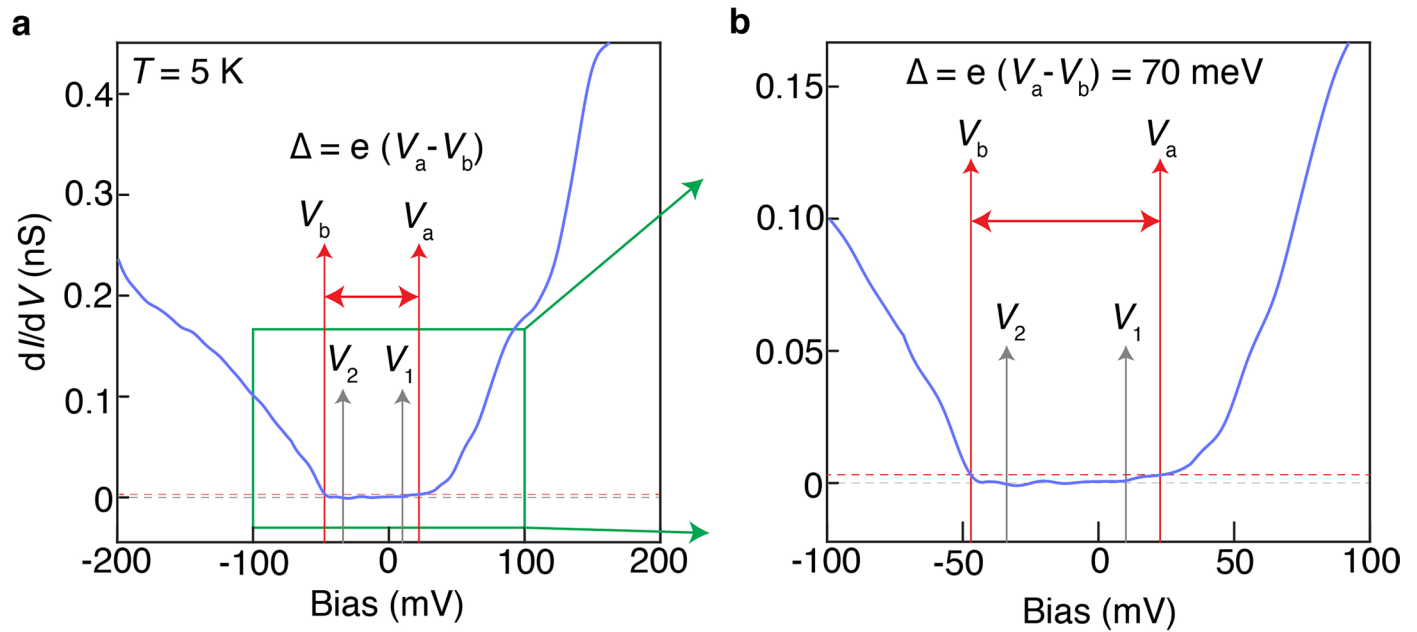 a
T = 5 K
Δ = e (Va-Vb)
Vb
Va
V2
V1
dI/dV (nS)
0.4
0.3
0.2
0.1
0
-200
-100
0
100
200
Bias (mV)
b
Δ = e (Va-Vb) = 70 meV
Vb
Va
V2
V1
0.15
0.10
0.05
0
-100
-50
0
50
100
Bias (mV)